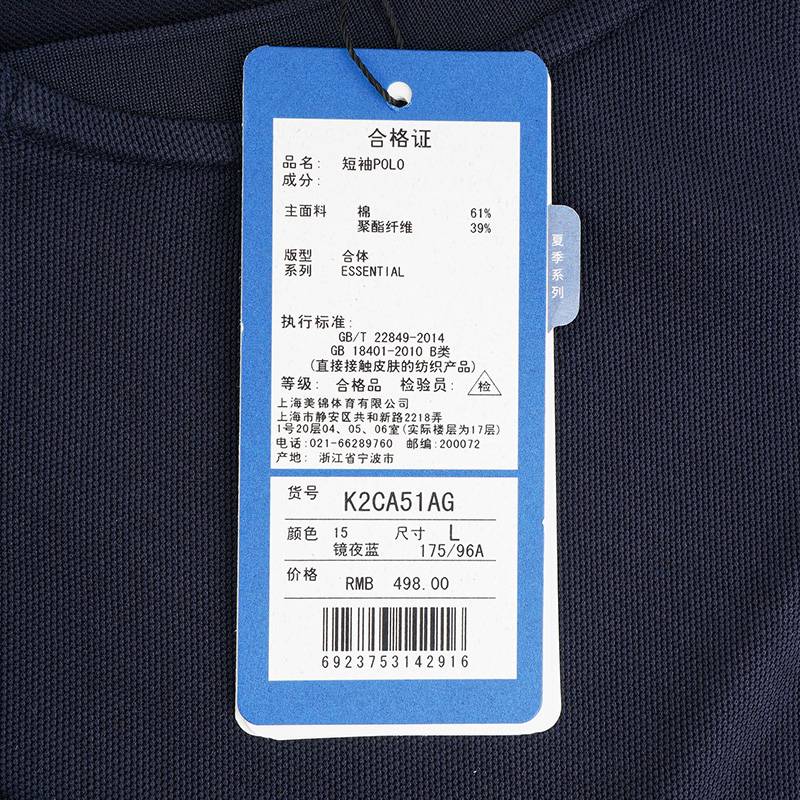 合格证
品名: 短袖POLO
成分:
主面料 棉 61%
聚酯纤维 39%
版型 合体
系列 ESSENTIAL
执行标准:
GB/T 22849-2014
GB 18401-2010 B类
(直接接触皮肤的纺织产品)
等级: 合格品 检验员: 检
上海美锦体育有限公司
上海市静安区共和新路2218弄
1号20层04、05、06室(实际楼层为17层)
电话:021-66289760 邮编:200072
产地: 浙江省宁波市
夏季系列
货号 K2CA51AG
颜色 15 尺寸 L
镜夜蓝 175/96A
价格 RMB 498.00
6923753142916